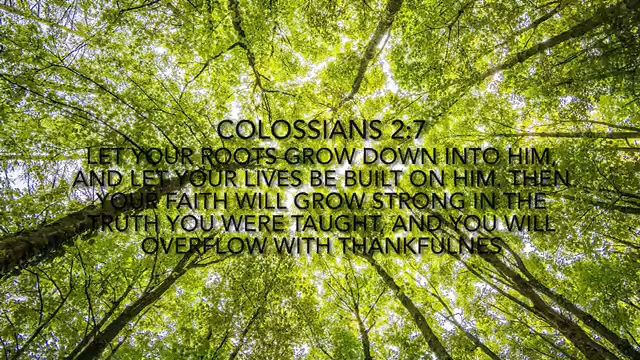 COLOSSIANS 2:7
LET YOUR ROOTS GROW DOWN INTO HIM,
AND LET YOUR LIVES BE BUILT ON HIM. THEN
YOUR FAITH WILL GROW STRONG IN THE
TRUTH YOU WERE TAUGHT, AND YOU WILL
OVERFLOW WITH THANKFULNES